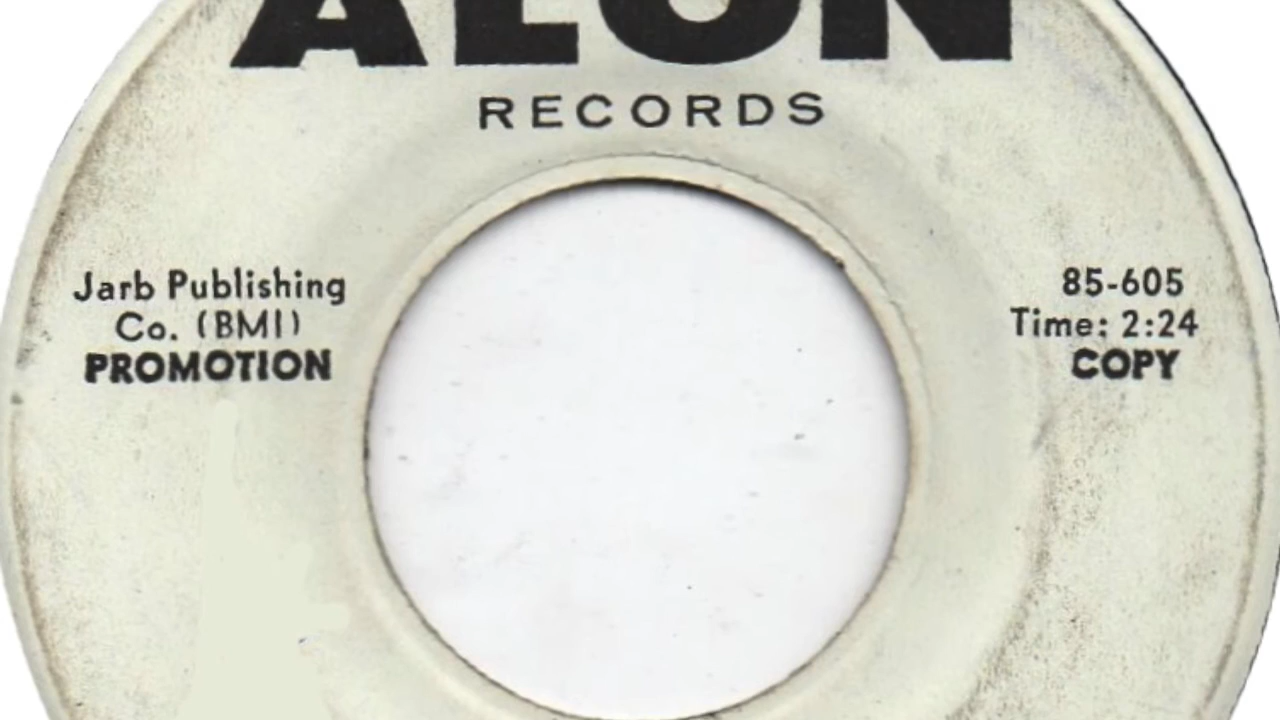 ALON
RECORDS
Jarb Publishing
Co. (BMI)
PROMOTION
85-605
Time: 2:24
COPY